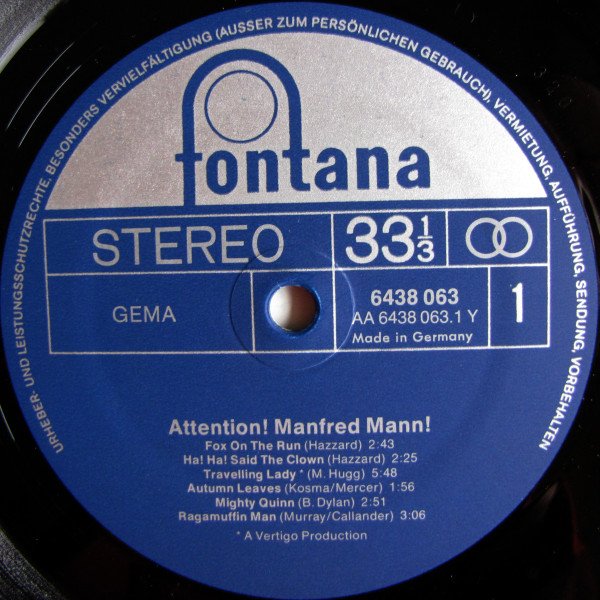 URHEBER- UND LEISTUNGSSCHUTZRECHTE, BESONDERS VERVIELFÄLTIGUNG (AUSSER ZUM PERSÖNLICHEN GEBRAUCH), VERMIETUNG, AUFFÜHRUNG, SENDUNG, VORBEHALTEN
fontana
STEREO 33 1/3
GEMA 6438 063 1
AA 6438 063.1 Y
Made in Germany
Attention! Manfred Mann!
Fox On The Run (Hazzard) 2:43
Ha! Ha! Said The Clown (Hazzard) 2:25
Travelling Lady * (M. Hugg) 5:48
Autumn Leaves (Kosma/Mercer) 1:56
Mighty Quinn (B. Dylan) 2:51
Ragamuffin Man (Murray/Callander) 3:06
* A Vertigo Production